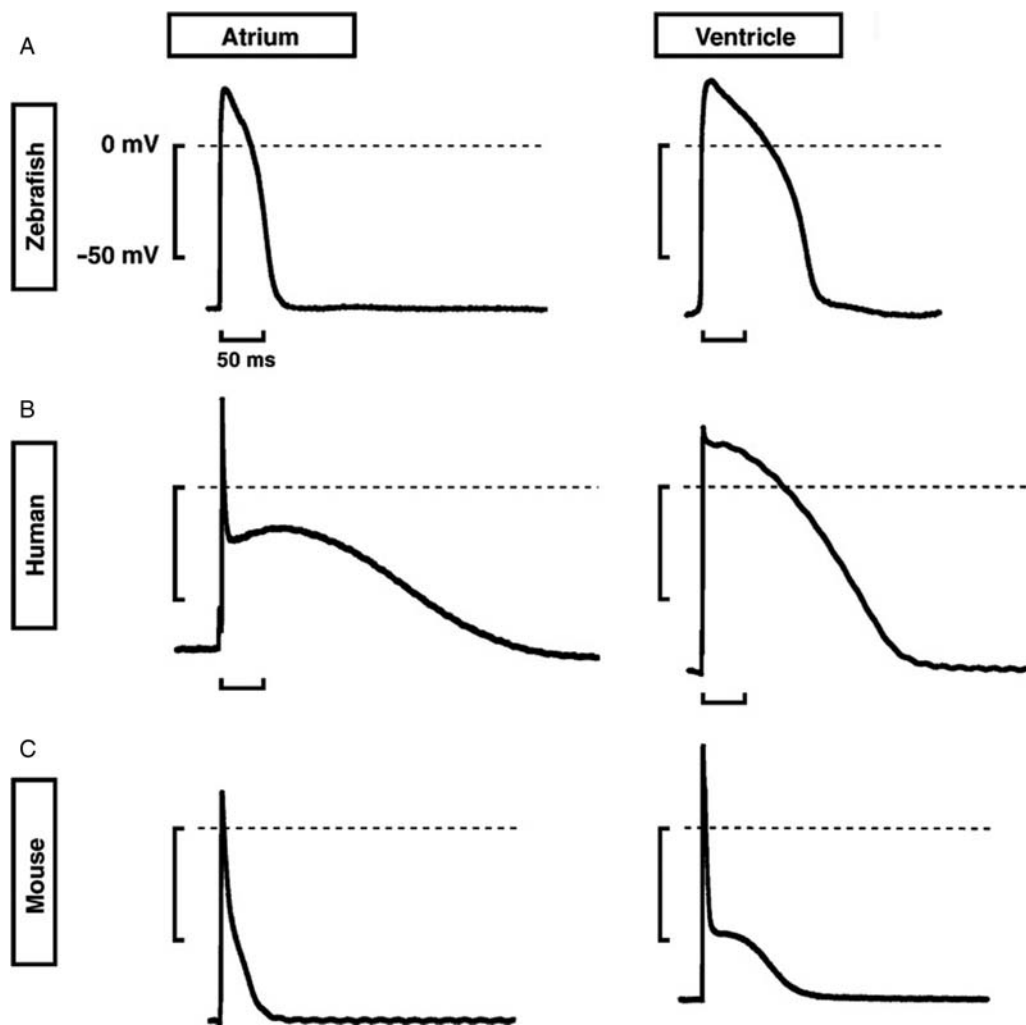 A
Atrium
Ventricle
Zebrafish
0 mV
–50 mV
50 ms
B
Human
C
Mouse